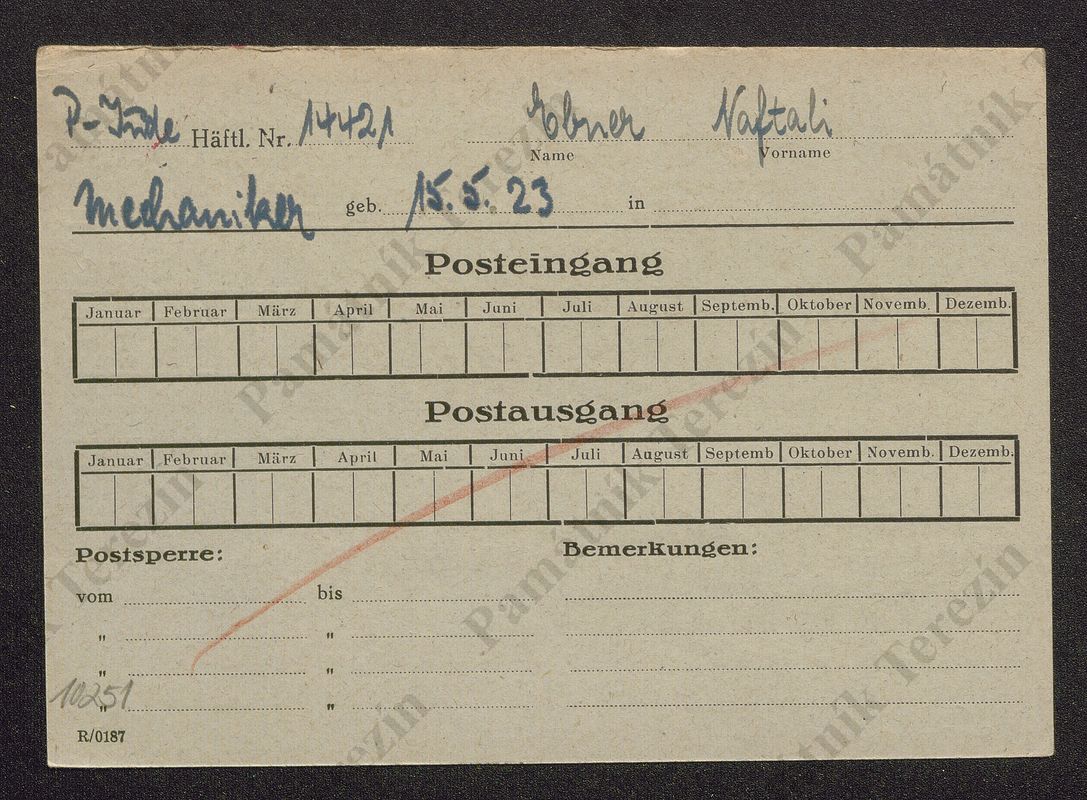 P-Jude Häftl. Nr. 14421 Ebner Naftali
Name Vorname
Mechaniker geb. 15.5.23 in
Posteingang
Januar Februar März April Mai Juni Juli August Septemb. Oktober Novemb. Dezemb.
Postausgang
Januar Februar März April Mai Juni Juli August Septemb Oktober Novemb. Dezemb.
Postsperre: Bemerkungen:
vom bis
" "
" "
10251 " "
R/0187
Památník Terezín